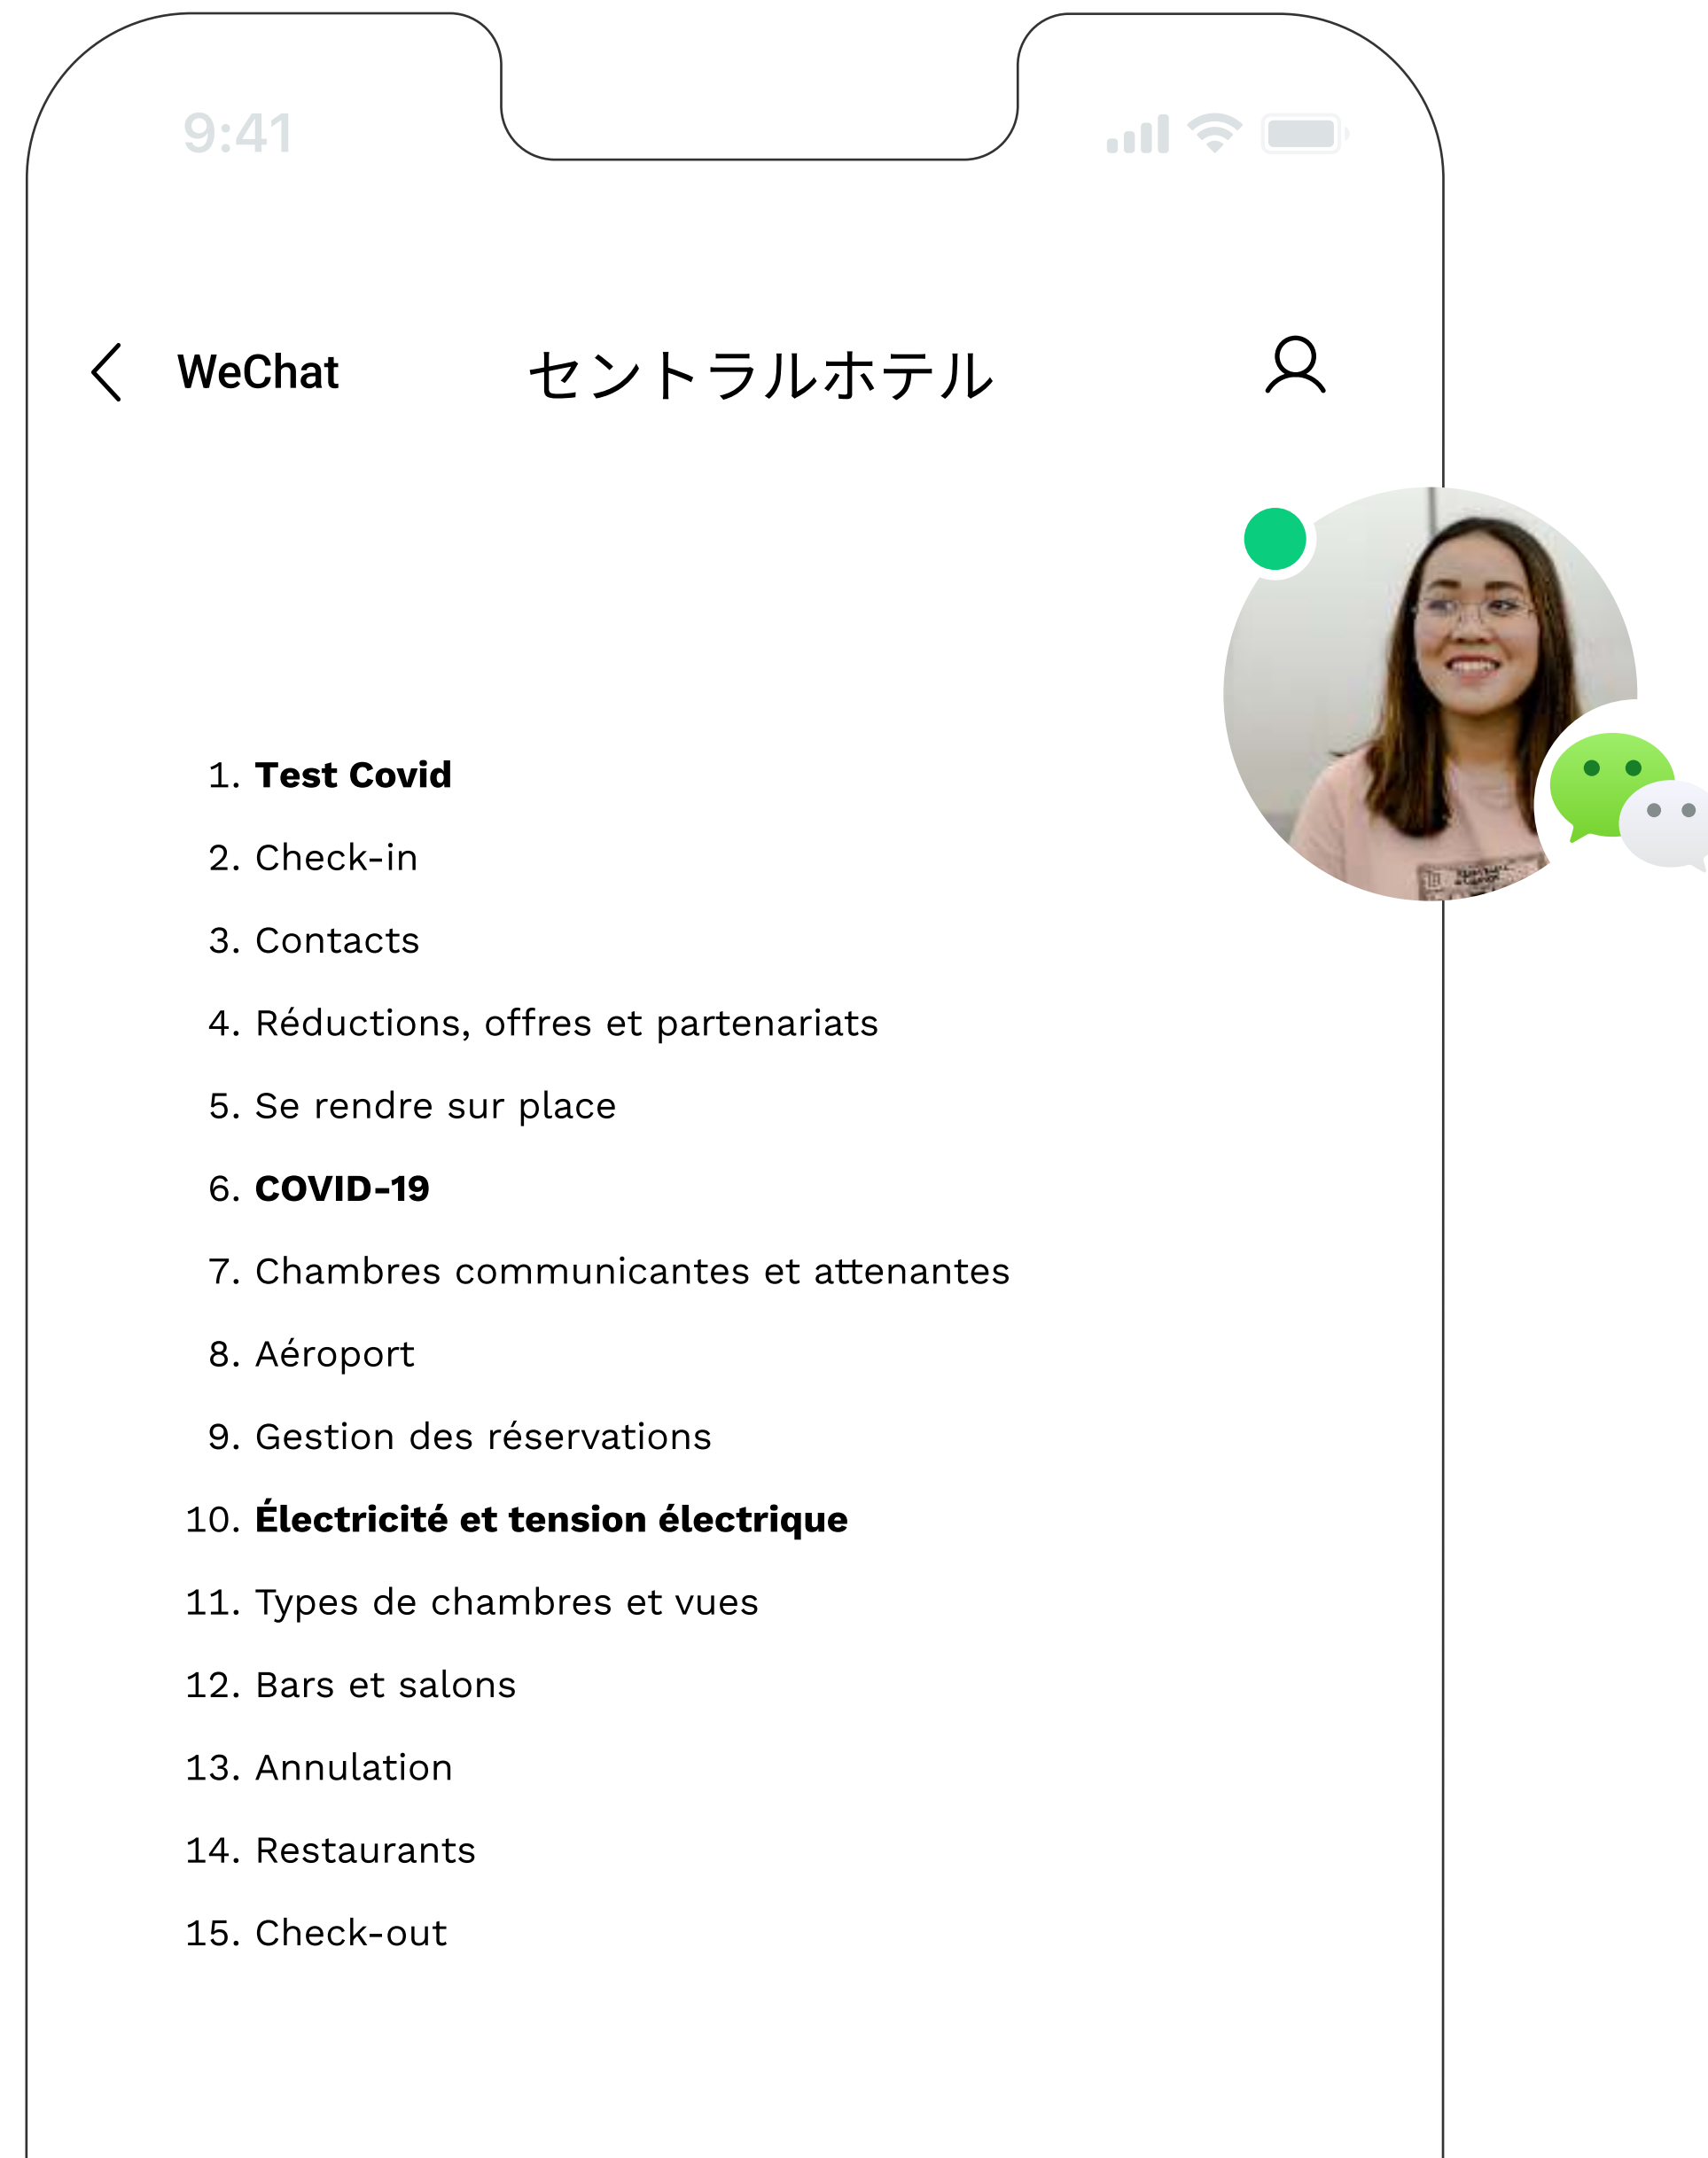 9:41
WeChat セントラルホテル
1. Test Covid
2. Check-in
3. Contacts
4. Réductions, offres et partenariats
5. Se rendre sur place
6. COVID-19
7. Chambres communicantes et attenantes
8. Aéroport
9. Gestion des réservations
10. Électricité et tension électrique
11. Types de chambres et vues
12. Bars et salons
13. Annulation
14. Restaurants
15. Check-out